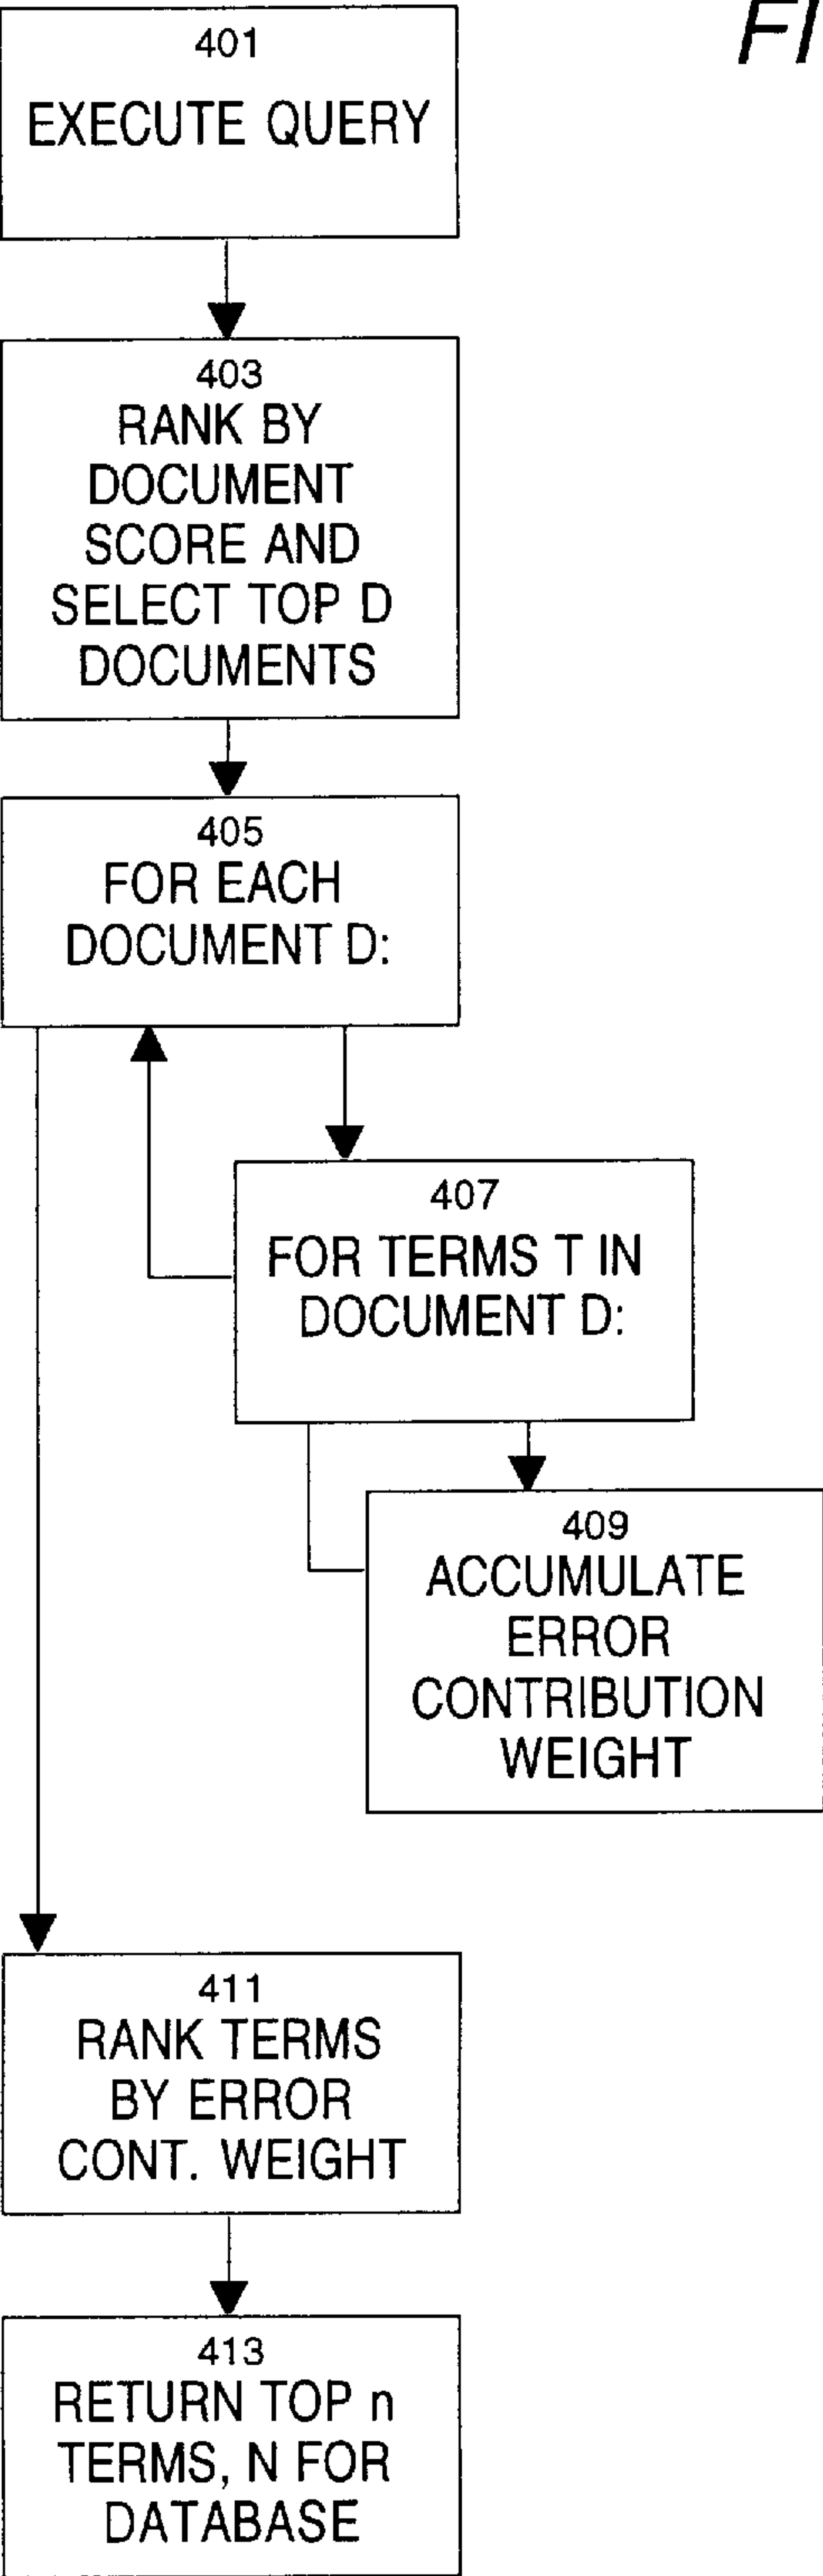 FI
401
EXECUTE QUERY
403
RANK BY
DOCUMENT
SCORE AND
SELECT TOP D
DOCUMENTS
405
FOR EACH
DOCUMENT D:
407
FOR TERMS T IN
DOCUMENT D:
409
ACCUMULATE
ERROR
CONTRIBUTION
WEIGHT
411
RANK TERMS
BY ERROR
CONT. WEIGHT
413
RETURN TOP n
TERMS, N FOR
DATABASE